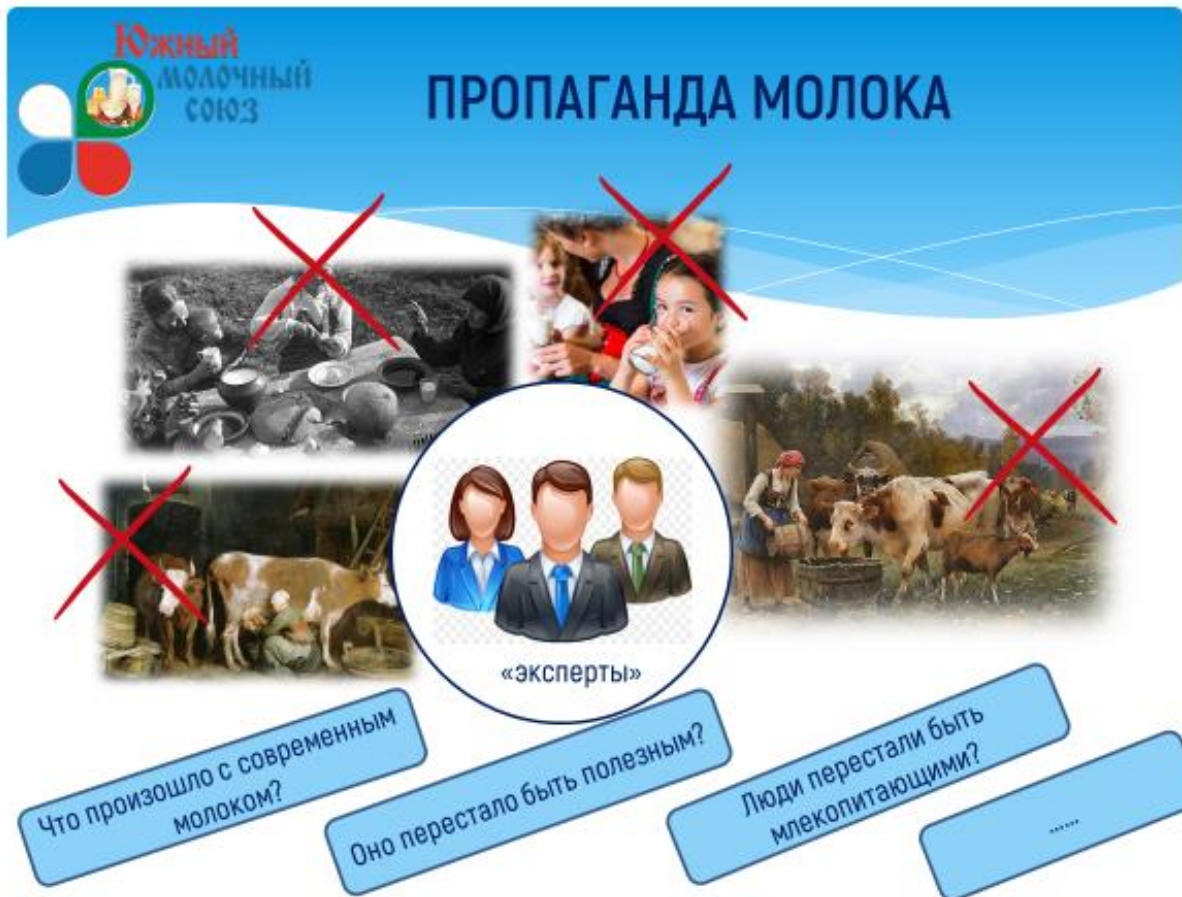 Южный
молочный
союз
ПРОПАГАНДА МОЛОКА
«эксперты»
Что произошло с современным
молоком?
Оно перестало быть полезным?
Люди перестали быть
млекопитающими?
......